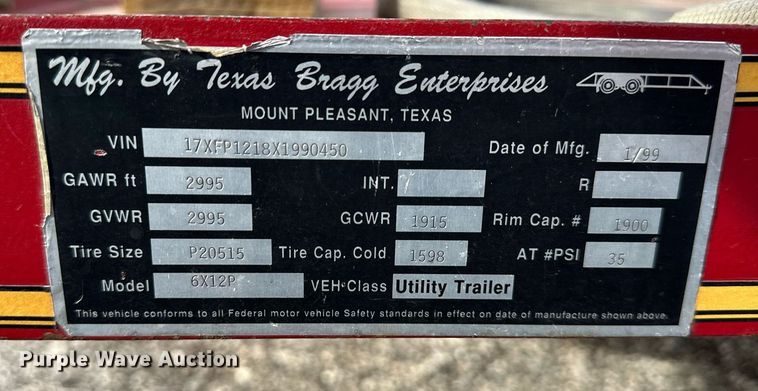 Mfg. By Texas Bragg Enterprises
MOUNT PLEASANT, TEXAS
VIN 17XFP1218X1990450 Date of Mfg. 1/99
GAWR ft 2995 INT. / R
GVWR 2995 GCWR 1915 Rim Cap. # 1900
Tire Size P20515 Tire Cap. Cold 1598 AT #PSI 35
Model 6X12P VEH Class Utility Trailer
This vehicle conforms to all Federal motor vehicle Safety standards in effect on date of manufacture shown above.
Purple Wave Auction